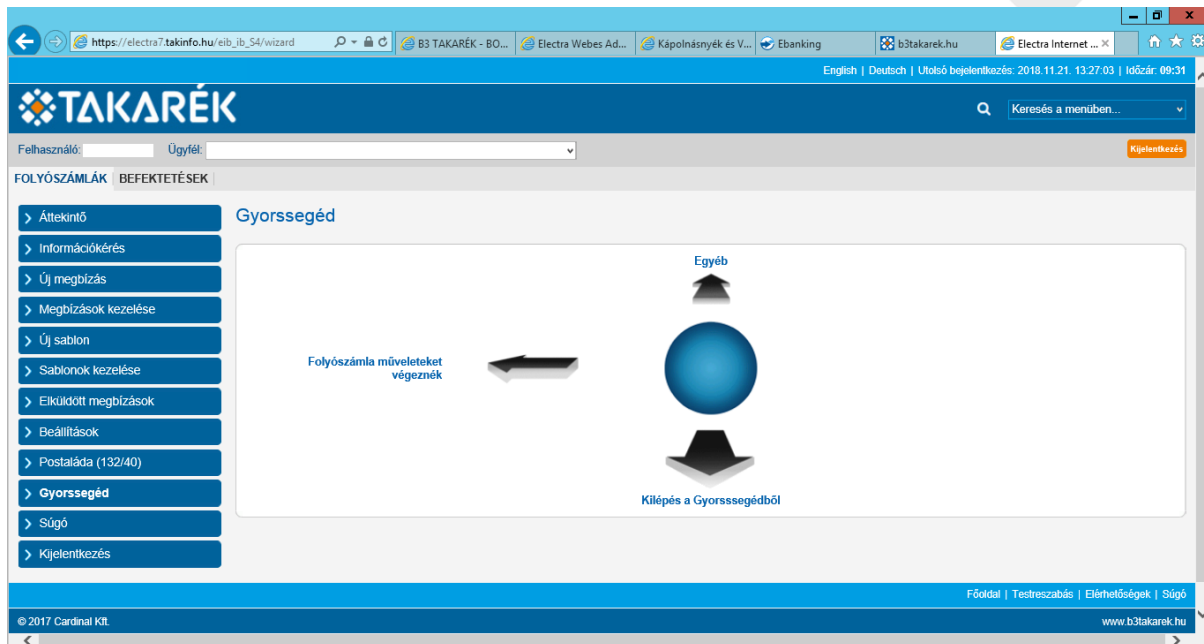 https://electra7.takinfo.hu/eib_ib_S4/wizard
B3 TAKARÉK - BO...
Electra Webes Ad...
Kápolnásnyék és V...
Ebanking
b3takarek.hu
Electra Internet ...
English | Deutsch | Utolsó bejelentkezés: 2018.11.21. 13:27:03 | Időzár: 09:31
TAKARÉK
Keresés a menüben...
Felhasználó:
Ügyfél:
Kijelentkezés
FOLYÓSZÁMLÁK
BEFEKTETÉSEK
Áttekintő
Információkérés
Új megbízás
Megbízások kezelése
Új sablon
Sablonok kezelése
Elküldött megbízások
Beállítások
Postaláda (132/40)
Gyorssegéd
Súgó
Kijelentkezés
Gyorssegéd
Egyéb
Folyószámla műveleteket
végeznék
Kilépés a Gyorsssegédből
Főoldal | Testreszabás | Elérhetőségek | Súgó
© 2017 Cardinal Kft.
www.b3takarek.hu